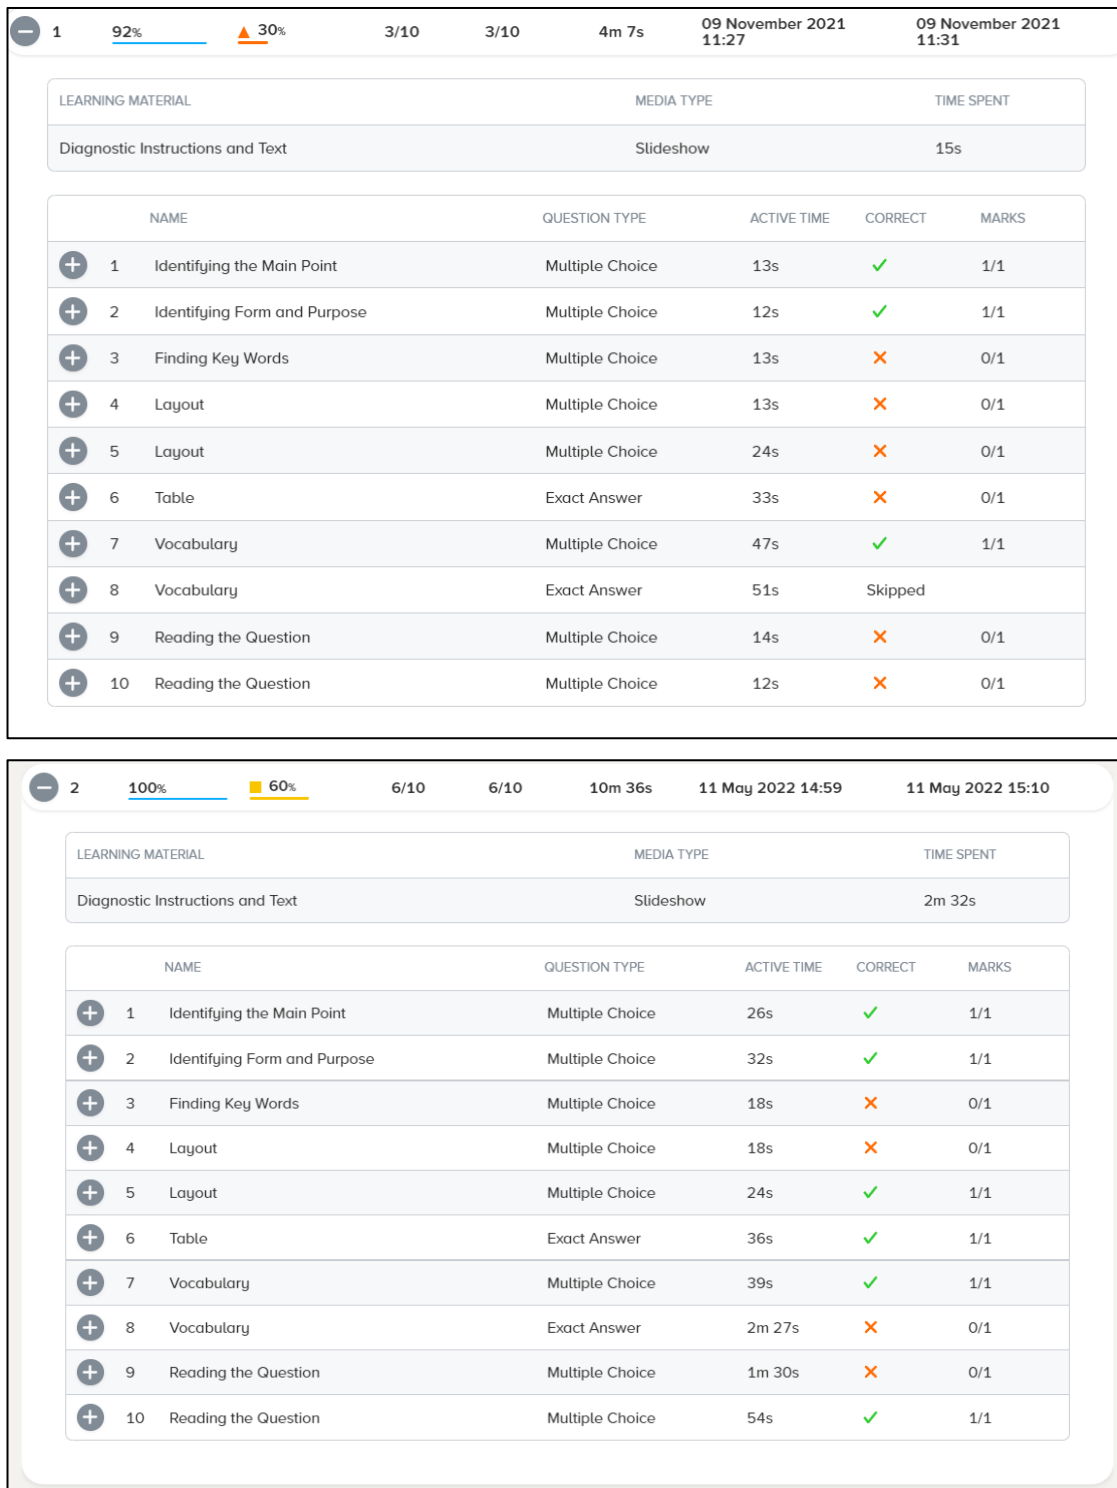 1 92% 30% 3/10 3/10 4m 7s 09 November 2021 11:27 09 November 2021 11:31
LEARNING MATERIAL MEDIA TYPE TIME SPENT
Diagnostic Instructions and Text Slideshow 15s
NAME QUESTION TYPE ACTIVE TIME CORRECT MARKS
1 Identifying the Main Point Multiple Choice 13s 1/1
2 Identifying Form and Purpose Multiple Choice 12s 1/1
3 Finding Key Words Multiple Choice 13s 0/1
4 Layout Multiple Choice 13s 0/1
5 Layout Multiple Choice 24s 0/1
6 Table Exact Answer 33s 0/1
7 Vocabulary Multiple Choice 47s 1/1
8 Vocabulary Exact Answer 51s Skipped
9 Reading the Question Multiple Choice 14s 0/1
10 Reading the Question Multiple Choice 12s 0/1
2 100% 60% 6/10 6/10 10m 36s 11 May 2022 14:59 11 May 2022 15:10
LEARNING MATERIAL MEDIA TYPE TIME SPENT
Diagnostic Instructions and Text Slideshow 2m 32s
NAME QUESTION TYPE ACTIVE TIME CORRECT MARKS
1 Identifying the Main Point Multiple Choice 26s 1/1
2 Identifying Form and Purpose Multiple Choice 32s 1/1
3 Finding Key Words Multiple Choice 18s 0/1
4 Layout Multiple Choice 18s 0/1
5 Layout Multiple Choice 24s 1/1
6 Table Exact Answer 36s 1/1
7 Vocabulary Multiple Choice 39s 1/1
8 Vocabulary Exact Answer 2m 27s 0/1
9 Reading the Question Multiple Choice 1m 30s 0/1
10 Reading the Question Multiple Choice 54s 1/1